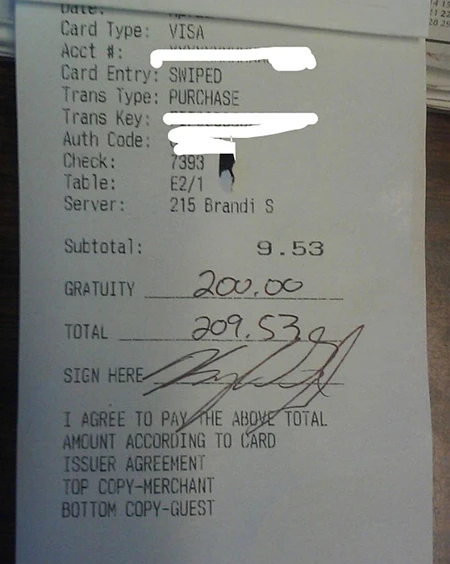 Date:
Card Type: VISA
Acct #:
Card Entry: SWIPED
Trans Type: PURCHASE
Trans Key:
Auth Code:
Check: 7393
Table: E2/1
Server: 215 Brandi S
Subtotal: 9.53
GRATUITY 200.00
TOTAL 209.53
SIGN HERE
I AGREE TO PAY THE ABOVE TOTAL
AMOUNT ACCORDING TO CARD
ISSUER AGREEMENT
TOP COPY-MERCHANT
BOTTOM COPY-GUEST